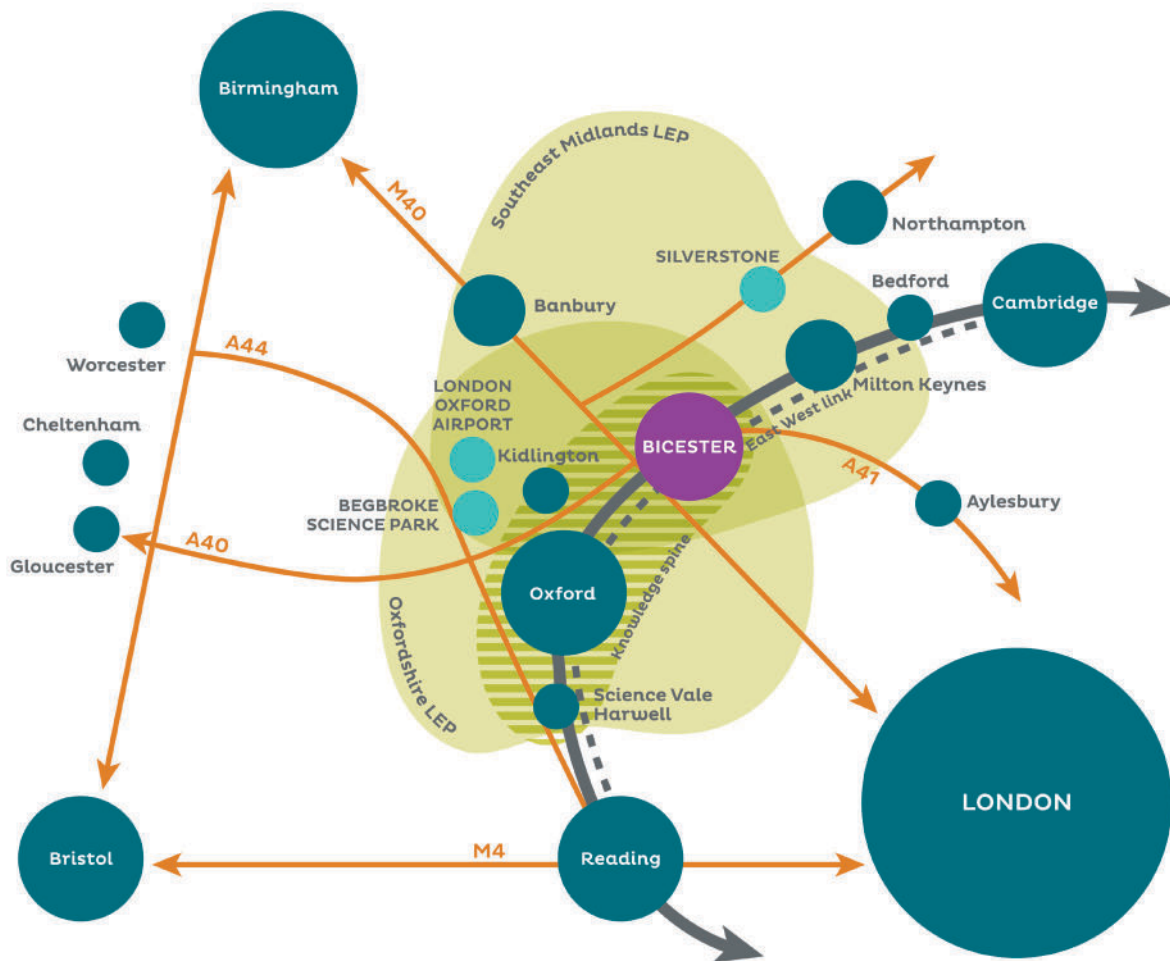 Birmingham
Southeast Midlands LEP
M40
Northampton
SILVERSTONE
Bedford
Cambridge
Banbury
Worcester
A44
Milton Keynes
LONDON
OXFORD
AIRPORT
Cheltenham
Kidlington
BICESTER
East West link
A41
Aylesbury
BEGBROKE
SCIENCE PARK
A40
Gloucester
Oxford
Knowledge spine
Oxfordshire LEP
Science Vale
Harwell
LONDON
Bristol
M4
Reading